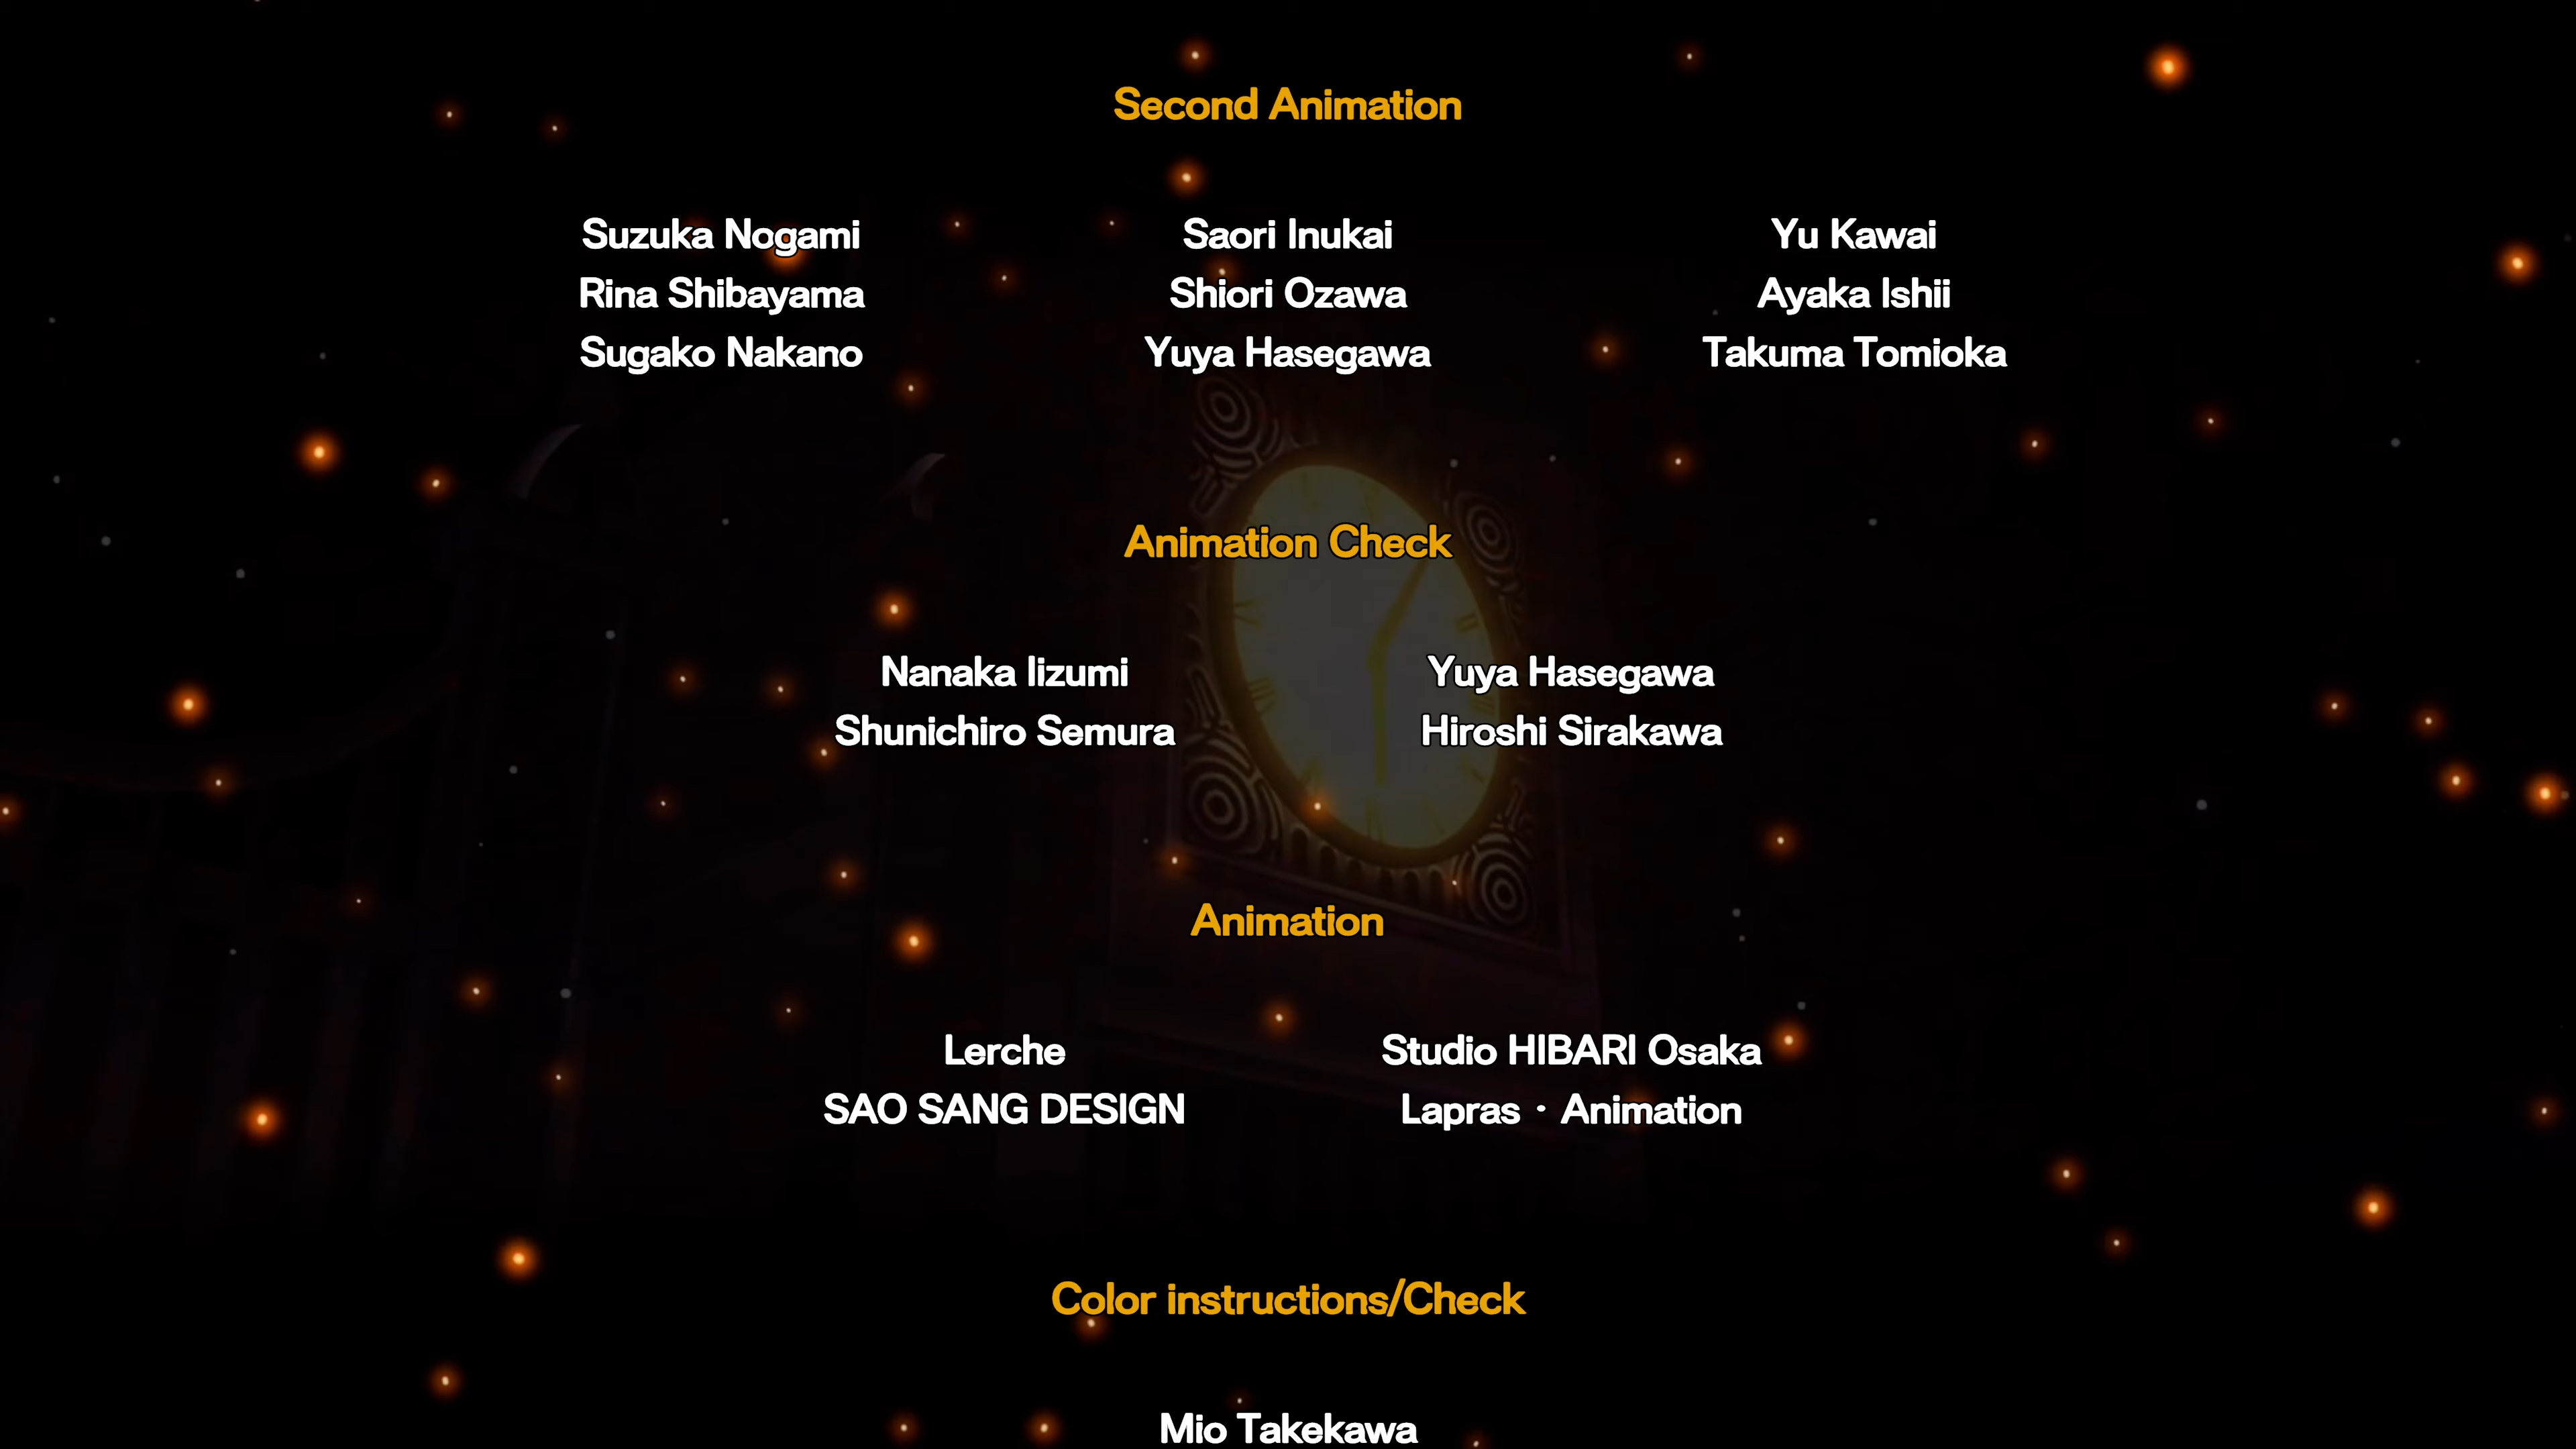 Second Animation
Suzuka Nogami Saori Inukai Yu Kawai
Rina Shibayama Shiori Ozawa Ayaka Ishii
Sugako Nakano Yuya Hasegawa Takuma Tomioka
Animation Check
Nanaka Iizumi Yuya Hasegawa
Shunichiro Semura Hiroshi Sirakawa
Animation
Lerche Studio HIBARI Osaka
SAO SANG DESIGN Lapras・Animation
Color instructions/Check
Mio Takekawa